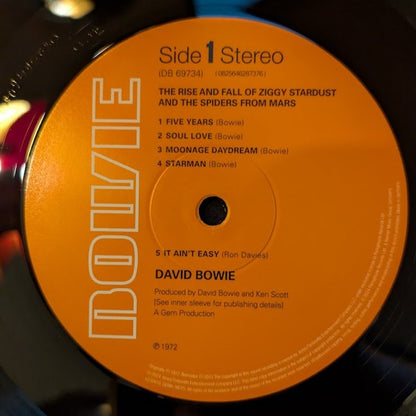 BOWIE
Side 1 Stereo
(DB 69734) (0825646287376)
THE RISE AND FALL OF ZIGGY STARDUST
AND THE SPIDERS FROM MARS
1 FIVE YEARS (Bowie)
2 SOUL LOVE (Bowie)
3 MOONAGE DAYDREAM (Bowie)
4 STARMAN (Bowie)
5 IT AIN'T EASY (Ron Davies)
DAVID BOWIE
Produced by David Bowie and Ken Scott
[See inner sleeve for publishing details]
A Gem Production
℗ 1972